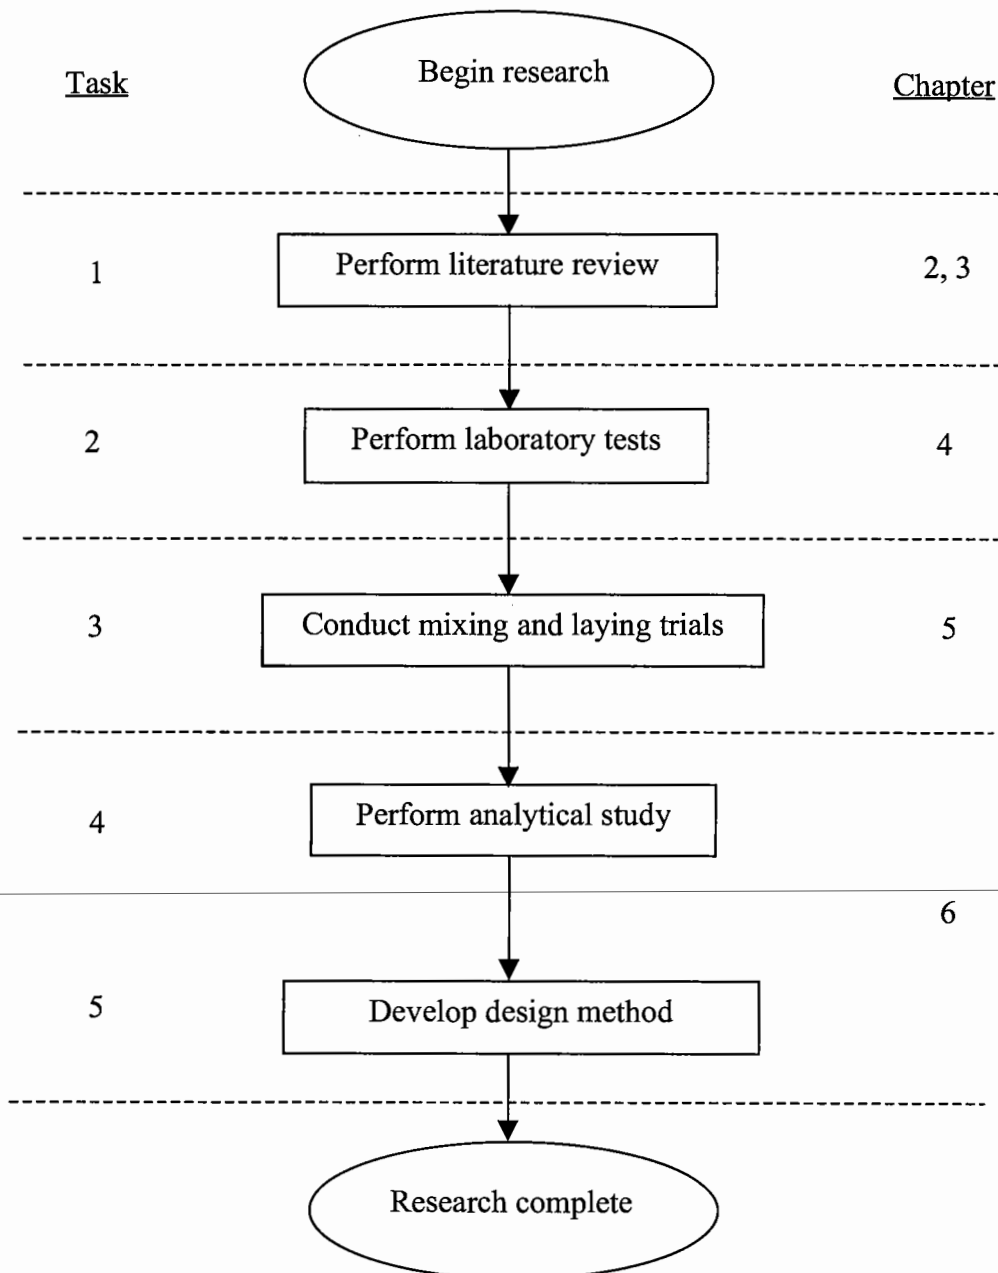 Begin research
Task
Chapter
1
Perform literature review
2, 3
2
Perform laboratory tests
4
3
Conduct mixing and laying trials
5
4
Perform analytical study
6
5
Develop design method
Research complete